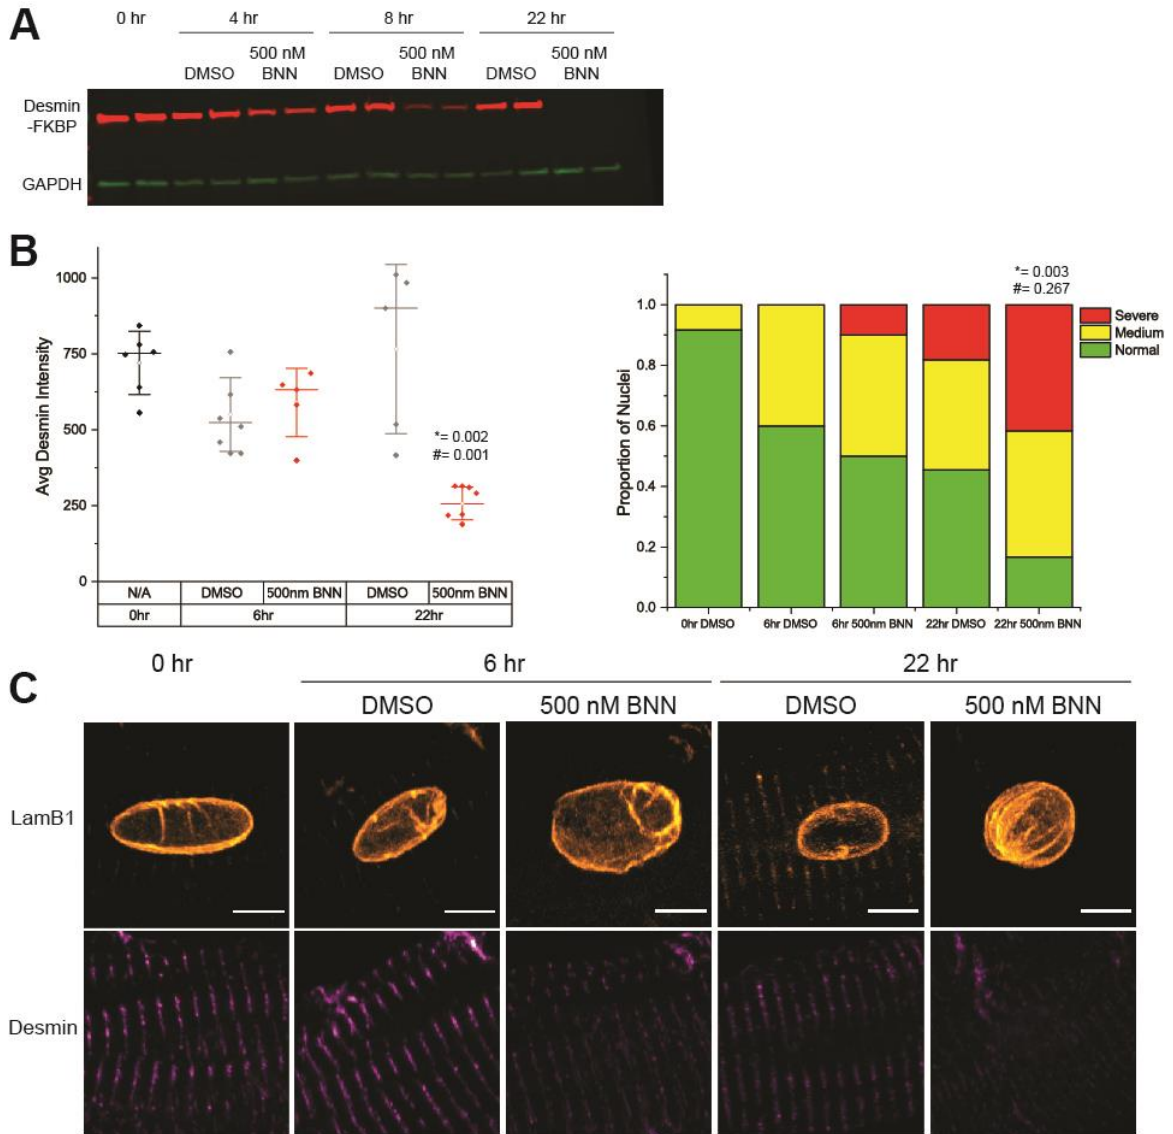 A
0 hr 4 hr 8 hr 22 hr
DMSO 500 nM BNN DMSO 500 nM BNN DMSO 500 nM BNN
Desmin
-FKBP
GAPDH
B
Avg Desmin Intensity
1000
750
500
250
0
*= 0.002
#= 0.001
N/A DMSO 500nm BNN DMSO 500nm BNN
0hr 6hr 22hr
Proportion of Nuclei
1.0
0.8
0.6
0.4
0.2
0.0
*= 0.003
#= 0.267
Severe
Medium
Normal
0hr DMSO 6hr DMSO 6hr 500nm BNN 22hr DMSO 22hr 500nm BNN
C
0 hr 6 hr 22 hr
DMSO 500 nM BNN DMSO 500 nM BNN
LamB1
Desmin